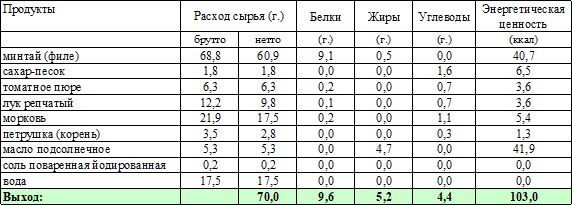 Продукты Расход сырья (г.) Белки Жиры Углеводы Энергетическая ценность
брутто нетто (г.) (г.) (г.) (ккал)
минтай (филе) 68,8 60,9 9,1 0,5 0,0 40,7
сахар-песок 1,8 1,8 0,0 0,0 1,6 6,5
томатное пюре 6,3 6,3 0,2 0,0 0,7 3,6
лук репчатый 12,2 9,8 0,1 0,0 0,7 3,6
морковь 21,9 17,5 0,2 0,0 1,1 5,4
петрушка (корень) 3,5 2,8 0,0 0,0 0,3 1,3
масло подсолнечное 5,3 5,3 0,0 4,7 0,0 41,9
соль поваренная йодированная 0,2 0,2 0,0 0,0 0,0 0,0
вода 17,5 17,5 0,0 0,0 0,0 0,0
Выход: 70,0 9,6 5,2 4,4 103,0